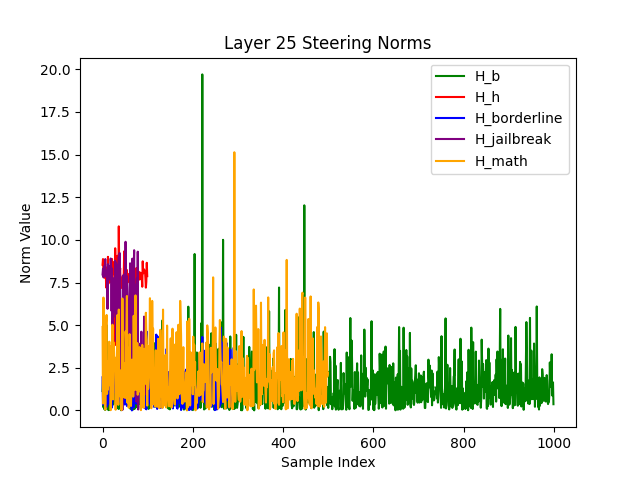 Layer 25 Steering Norms
H_b
H_h
H_borderline
H_jailbreak
H_math
Norm Value
20.0
17.5
15.0
12.5
10.0
7.5
5.0
2.5
0.0
0 200 400 600 800 1000
Sample Index